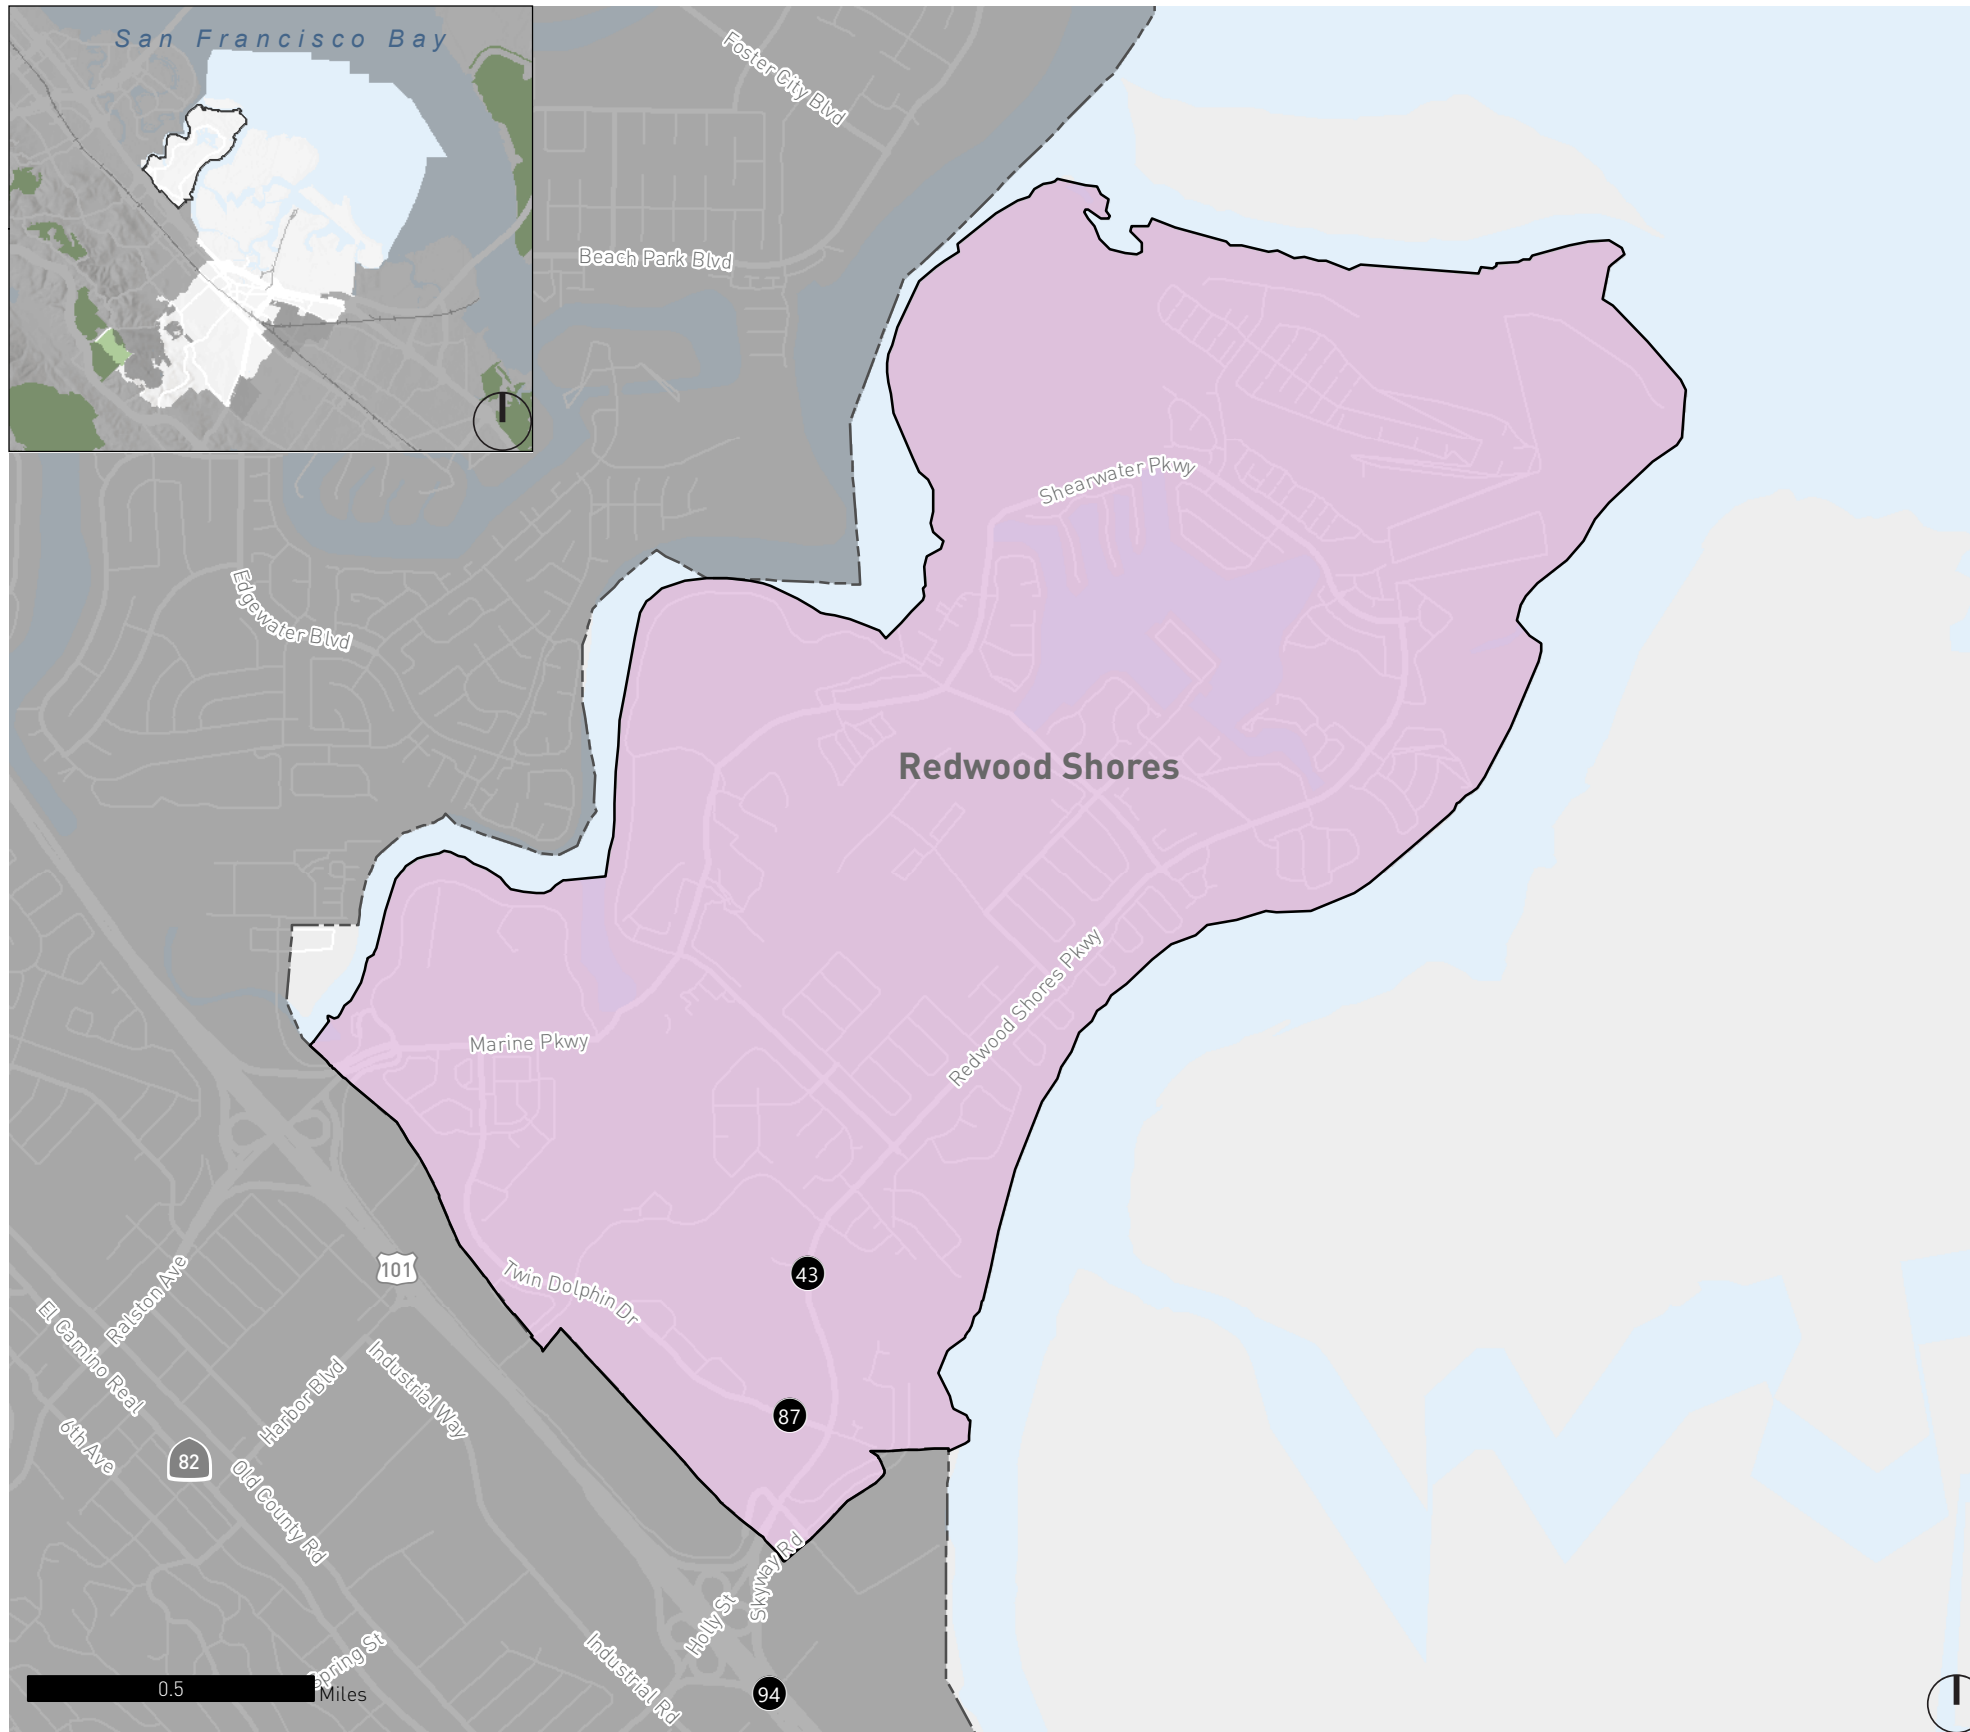 San Francisco Bay
Foster City Blvd
Beach Park Blvd
Shearwater Pkwy
Edgewater Blvd
Redwood Shores
Redwood Shores Pkwy
Marine Pkwy
Twin Dolphin Dr
43
101
Ralston Ave
El Camino Real
Harbor Blvd
Industrial Way
87
6th Ave
82
Old County Rd
Skyway Rd
Holly St
Spring St
Industrial Rd
94
0.5
Miles